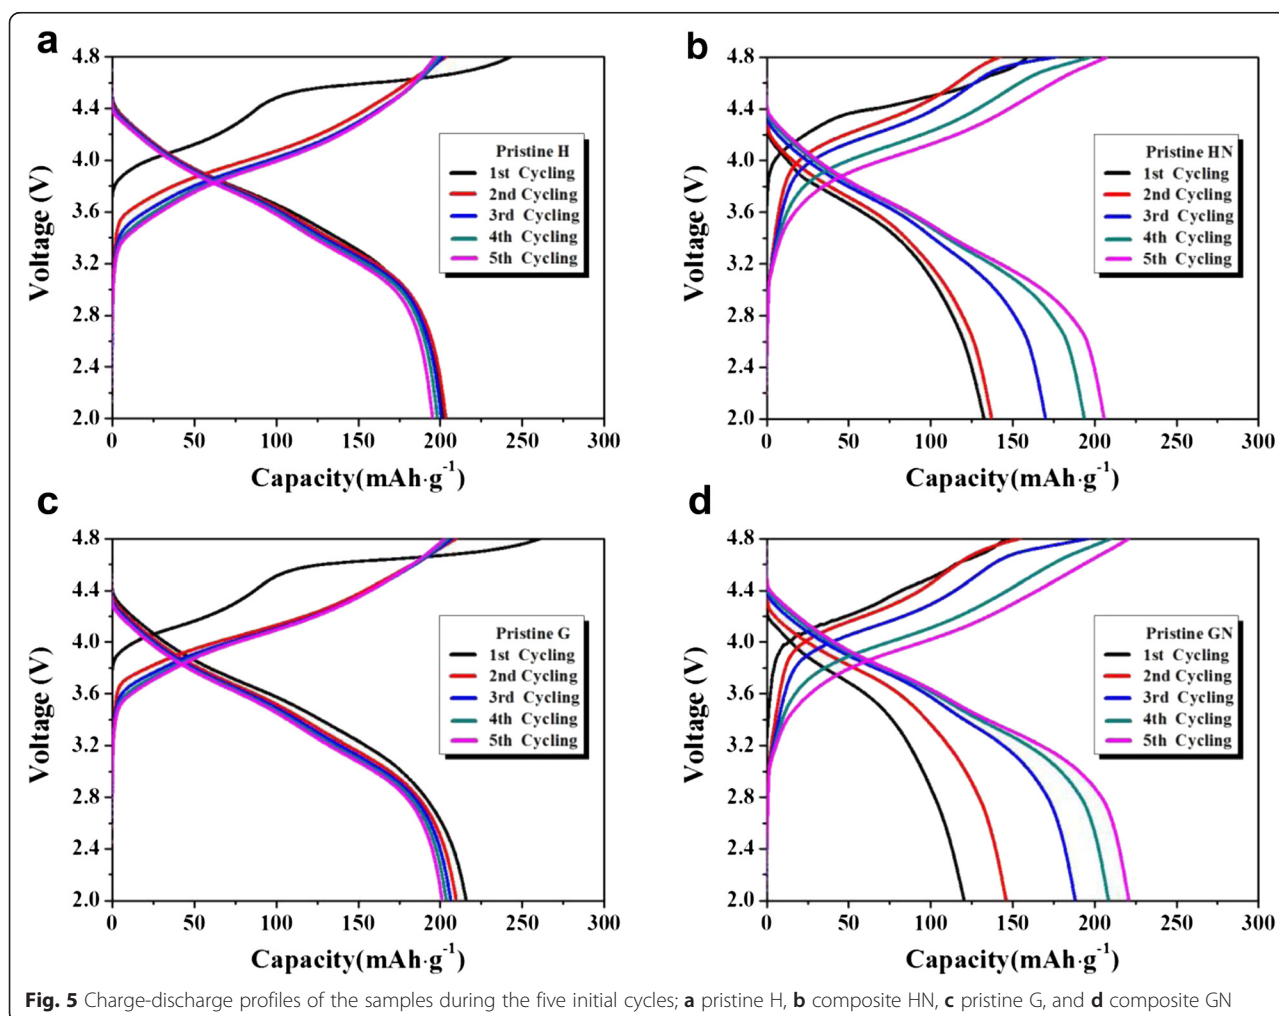 a
4.8
4.4
4.0
3.6
3.2
2.8
2.4
2.0
Voltage (V)
Pristine H
1st Cycling
2nd Cycling
3rd Cycling
4th Cycling
5th Cycling
0 50 100 150 200 250 300
Capacity(mAh·g⁻¹)
b
4.8
4.4
4.0
3.6
3.2
2.8
2.4
2.0
Voltage (V)
Pristine HN
1st Cycling
2nd Cycling
3rd Cycling
4th Cycling
5th Cycling
0 50 100 150 200 250 300
Capacity(mAh·g⁻¹)
c
4.8
4.4
4.0
3.6
3.2
2.8
2.4
2.0
Voltage (V)
Pristine G
1st Cycling
2nd Cycling
3rd Cycling
4th Cycling
5th Cycling
0 50 100 150 200 250 300
Capacity(mAh·g⁻¹)
d
4.8
4.4
4.0
3.6
3.2
2.8
2.4
2.0
Voltage (V)
Pristine GN
1st Cycling
2nd Cycling
3rd Cycling
4th Cycling
5th Cycling
0 50 100 150 200 250 300
Capacity(mAh·g⁻¹)
Fig. 5 Charge-discharge profiles of the samples during the five initial cycles; a pristine H, b composite HN, c pristine G, and d composite GN